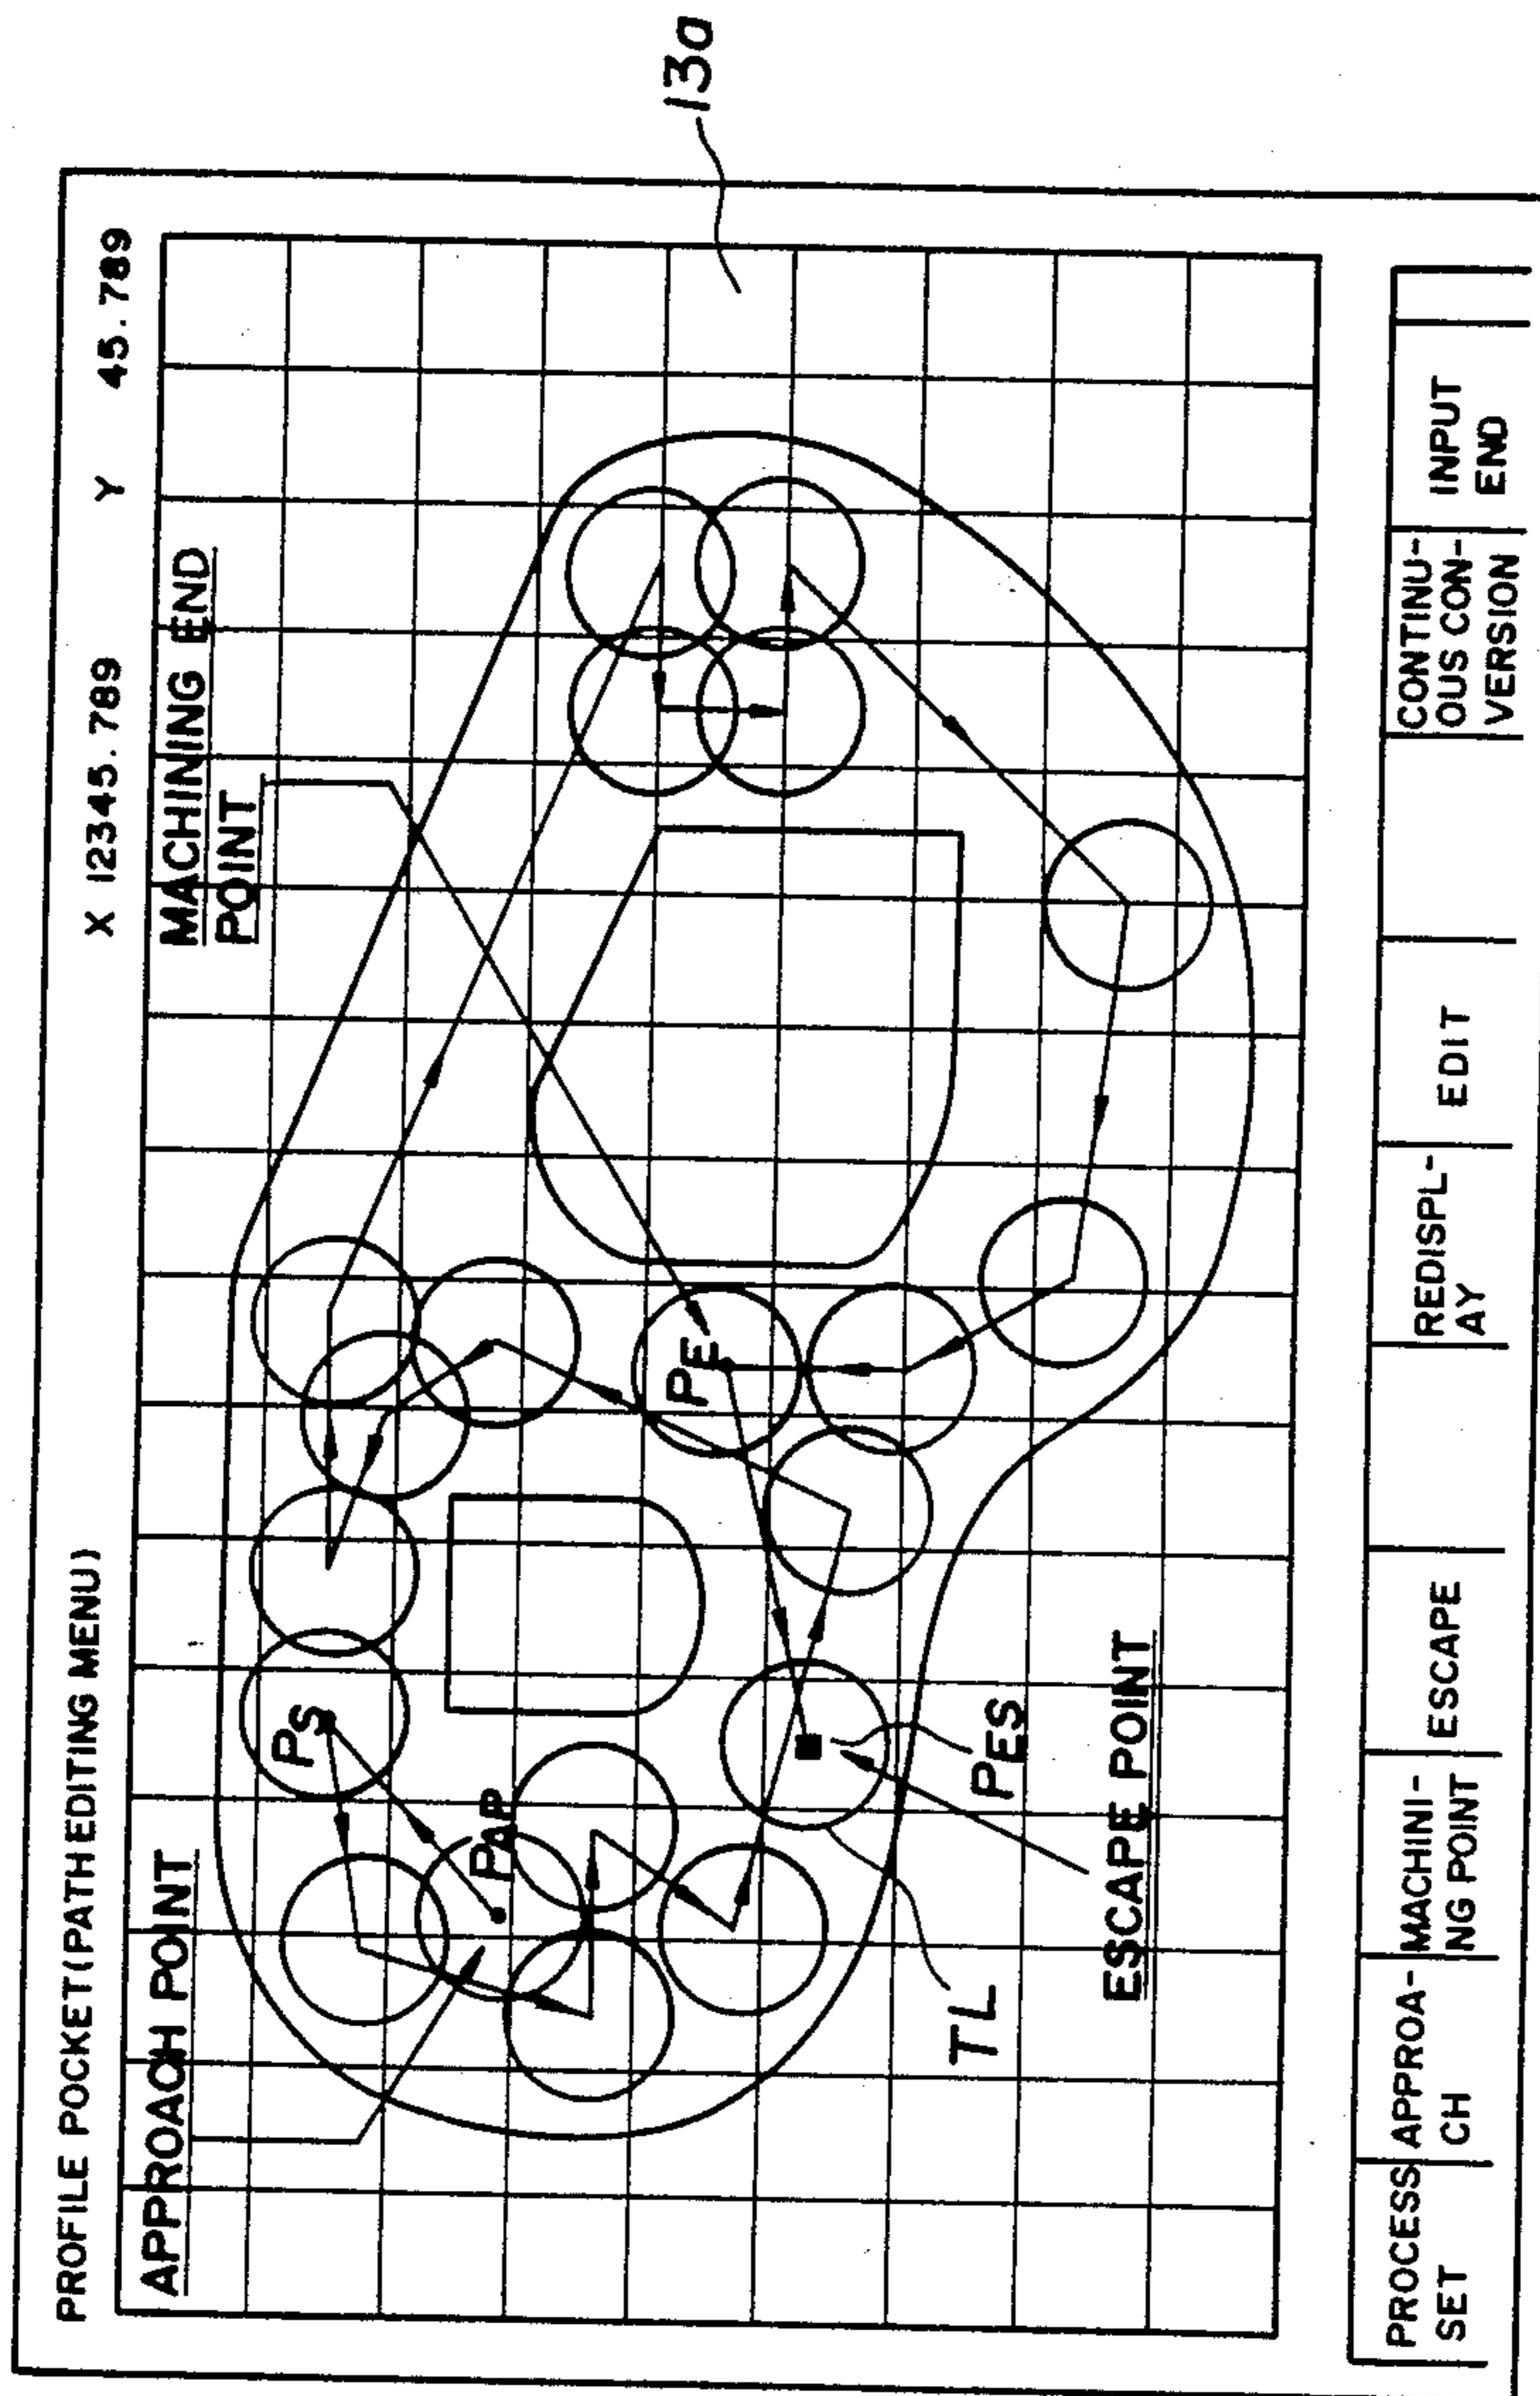 PROFILE POCKET(PATH EDITING MENU)
X 12345.789 Y 45.789
APPROACH POINT
MACHINING END
POINT
13a
PS
PAP
PE
PES
TL
ESCAPE POINT
PROCESS
SET
APPROA-
CH
MACHINI-
NG POINT
ESCAPE
REDISPL-
AY
EDIT
CONTINU-
OUS CON-
VERSION
INPUT
END